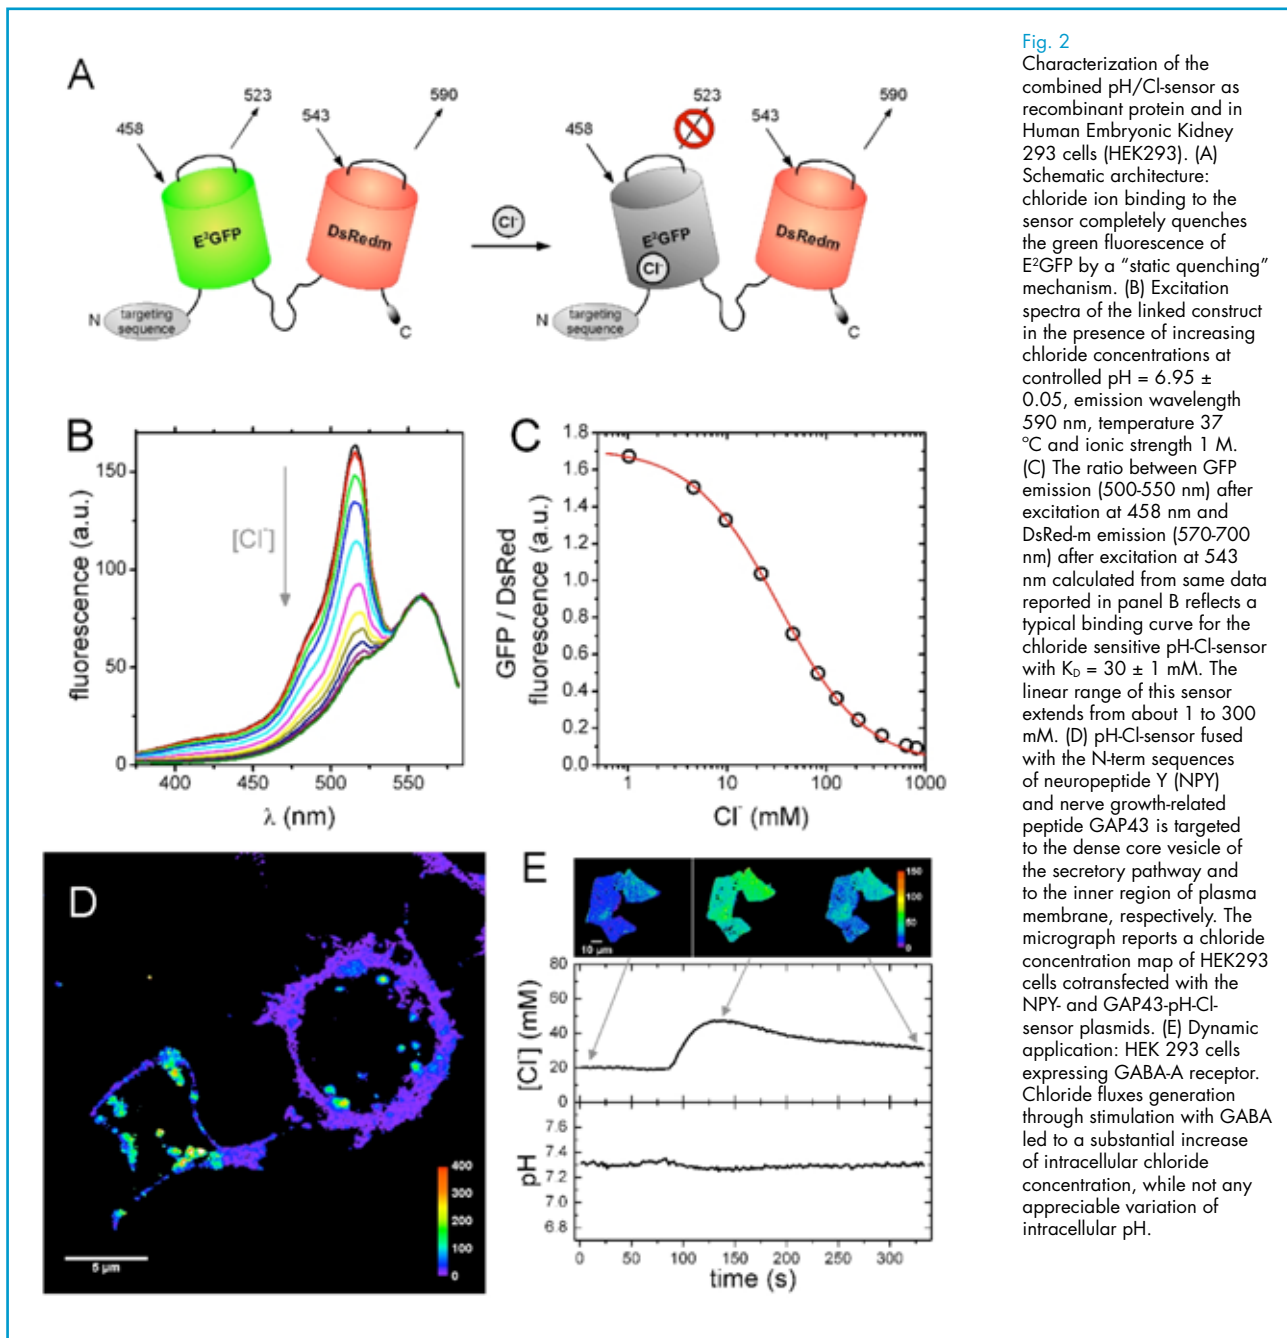 A
458
523
543
590
E²GFP
DsRedm
N
targeting
sequence
C
Cl⁻
458
523
543
590
E²GFP
DsRedm
Cl⁻
N
targeting
sequence
C
B
fluorescence (a.u.)
150
100
50
0
[Cl⁻]
400
450
500
550
λ (nm)
C
GFP / DsRed
fluorescence (a.u.)
1.8
1.6
1.4
1.2
1.0
0.8
0.6
0.4
0.2
0.0
1
10
100
1000
Cl⁻ (mM)
D
400
300
200
100
0
5 µm
E
10 µm
150
100
50
0
[Cl⁻] (mM)
80
60
40
20
0
pH
7.6
7.4
7.2
7.0
6.8
0
50
100
150
200
250
300
time (s)
Fig. 2
Characterization of the
combined pH/Cl-sensor as
recombinant protein and in
Human Embryonic Kidney
293 cells (HEK293). (A)
Schematic architecture:
chloride ion binding to the
sensor completely quenches
the green fluorescence of
E²GFP by a “static quenching”
mechanism. (B) Excitation
spectra of the linked construct
in the presence of increasing
chloride concentrations at
controlled pH = 6.95 ±
0.05, emission wavelength
590 nm, temperature 37
°C and ionic strength 1 M.
(C) The ratio between GFP
emission (500-550 nm) after
excitation at 458 nm and
DsRed-m emission (570-700
nm) after excitation at 543
nm calculated from same data
reported in panel B reflects a
typical binding curve for the
chloride sensitive pH-Cl-sensor
with K_D = 30 ± 1 mM. The
linear range of this sensor
extends from about 1 to 300
mM. (D) pH-Cl-sensor fused
with the N-term sequences
of neuropeptide Y (NPY)
and nerve growth-related
peptide GAP43 is targeted
to the dense core vesicle of
the secretory pathway and
to the inner region of plasma
membrane, respectively. The
micrograph reports a chloride
concentration map of HEK293
cells cotransfected with the
NPY- and GAP43-pH-Cl-
sensor plasmids. (E) Dynamic
application: HEK 293 cells
expressing GABA-A receptor.
Chloride fluxes generation
through stimulation with GABA
led to a substantial increase
of intracellular chloride
concentration, while not any
appreciable variation of
intracellular pH.